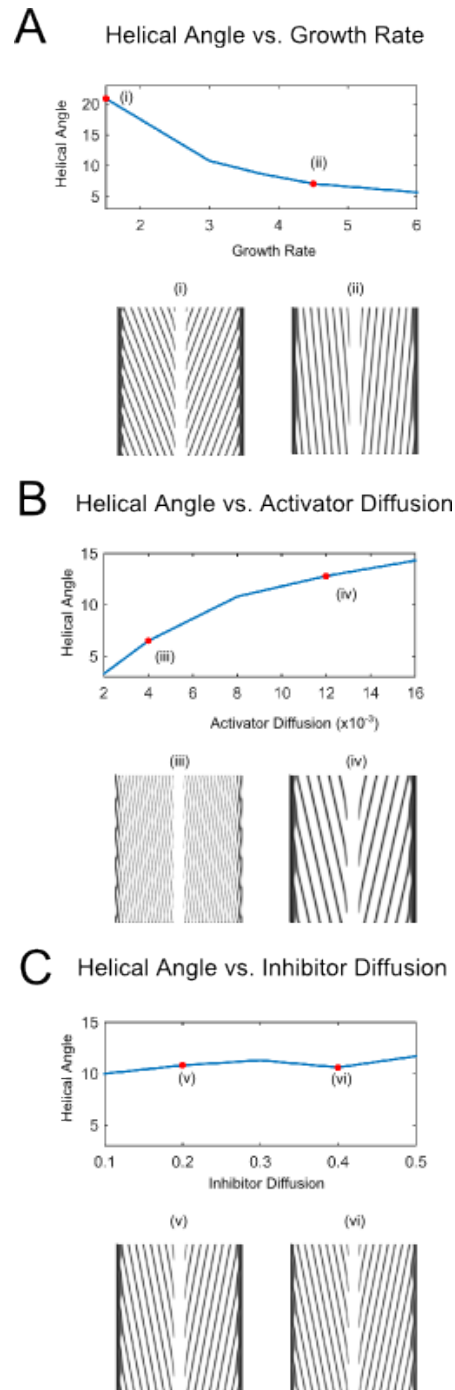 A Helical Angle vs. Growth Rate
20
15
10
5
Helical Angle
(i)
(ii)
2 3 4 5 6
Growth Rate
(i) (ii)
B Helical Angle vs. Activator Diffusion
15
10
5
Helical Angle
(iii)
(iv)
2 4 6 8 10 12 14 16
Activator Diffusion (x10-3)
(iii) (iv)
C Helical Angle vs. Inhibitor Diffusion
15
10
5
Helical Angle
(v) (vi)
0.1 0.2 0.3 0.4 0.5
Inhibitor Diffusion
(v) (vi)